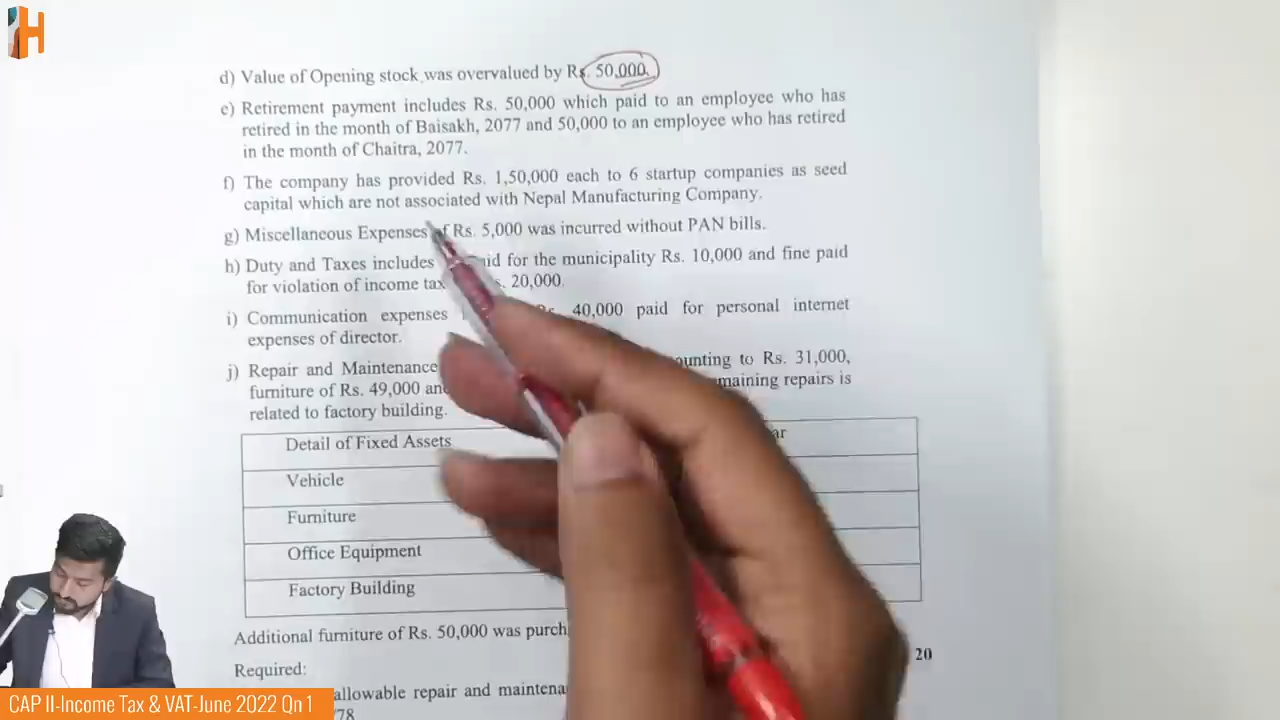 H
d) Value of Opening stock was overvalued by Rs. 50,000.
e) Retirement payment includes Rs. 50,000 which paid to an employee who has
retired in the month of Baisakh, 2077 and 50,000 to an employee who has retired
in the month of Chaitra, 2077.
f) The company has provided Rs. 1,50,000 each to 6 startup companies as seed
capital which are not associated with Nepal Manufacturing Company.
g) Miscellaneous Expenses of Rs. 5,000 was incurred without PAN bills.
h) Duty and Taxes includes for the municipality Rs. 10,000 and fine paid
for violation of income tax 20,000.
i) Communication expenses Rs. 40,000 paid for personal internet
expenses of director.
j) Repair and Maintenance to Rs. 31,000,
furniture of Rs. 49,000 repairs is
related to factory building.
Detail of Fixed Assets
Vehicle
Furniture
Office Equipment
Factory Building
Additional furniture of Rs. 50,000 was
20
Required:
allowable repair and
78
CAP II-Income Tax & VAT-June 2022 Qn 1